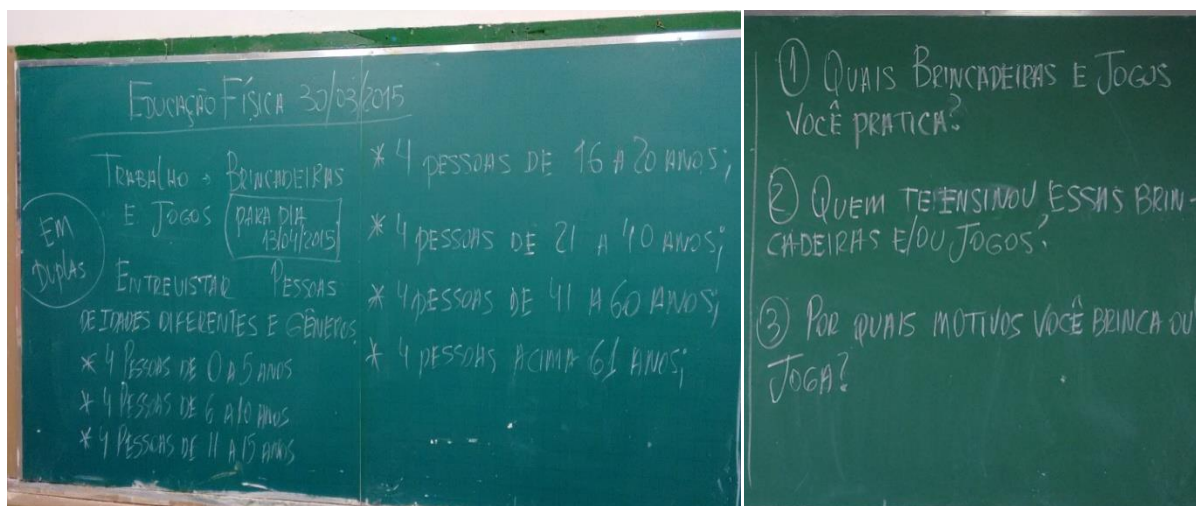 EDUCAÇÃO FÍSICA 30/03/2015
TRABALHO → BRINCADEIRAS
E JOGOS
PARA DIA
13/04/2015
EM
DUPLAS
ENTREVISTAR PESSOAS
DE IDADES DIFERENTES E GÊNEROS.
* 4 PESSOAS DE 0 A 5 ANOS
* 4 PESSOAS DE 6 A 10 ANOS
* 4 PESSOAS DE 11 A 15 ANOS
* 4 PESSOAS DE 16 A 20 ANOS;
* 4 PESSOAS DE 21 A 40 ANOS;
* 4 PESSOAS DE 41 A 60 ANOS;
* 4 PESSOAS ACIMA 61 ANOS;
① QUAIS BRINCADEIRAS E JOGOS
VOCÊ PRATICA?
② QUEM TE ENSINOU ESSAS BRIN-
CADEIRAS E/OU JOGOS?
③ POR QUAIS MOTIVOS VOCÊ BRINCA OU
JOGA?